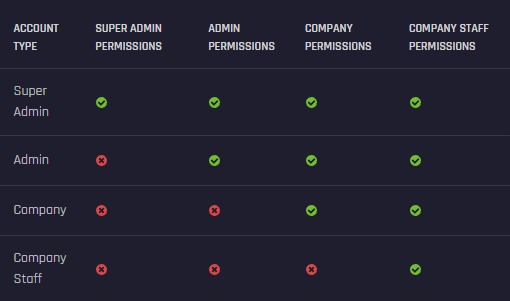 ACCOUNT TYPE SUPER ADMIN PERMISSIONS ADMIN PERMISSIONS COMPANY PERMISSIONS COMPANY STAFF PERMISSIONS
Super
Admin
Admin
Company
Company
Staff